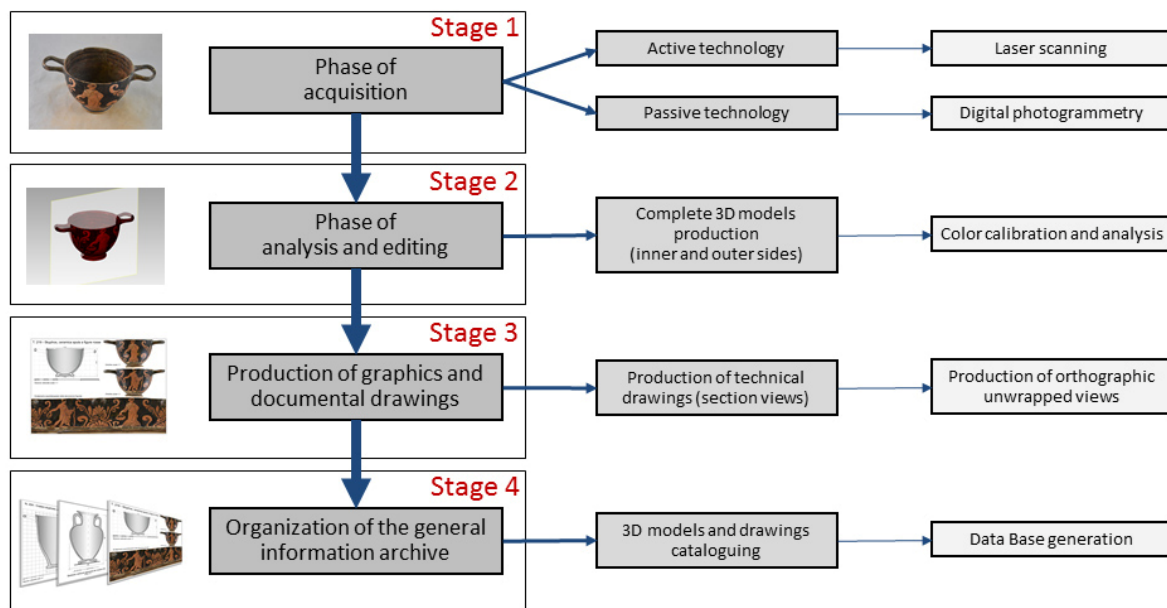 Stage 1
Phase of
acquisition
Active technology
Laser scanning
Passive technology
Digital photogrammetry
Stage 2
Phase of
analysis and editing
Complete 3D models
production
(inner and outer sides)
Color calibration and analysis
Stage 3
Production of graphics and
documental drawings
Production of technical
drawings (section views)
Production of orthographic
unwrapped views
Stage 4
Organization of the general
information archive
3D models and drawings
cataloguing
Data Base generation